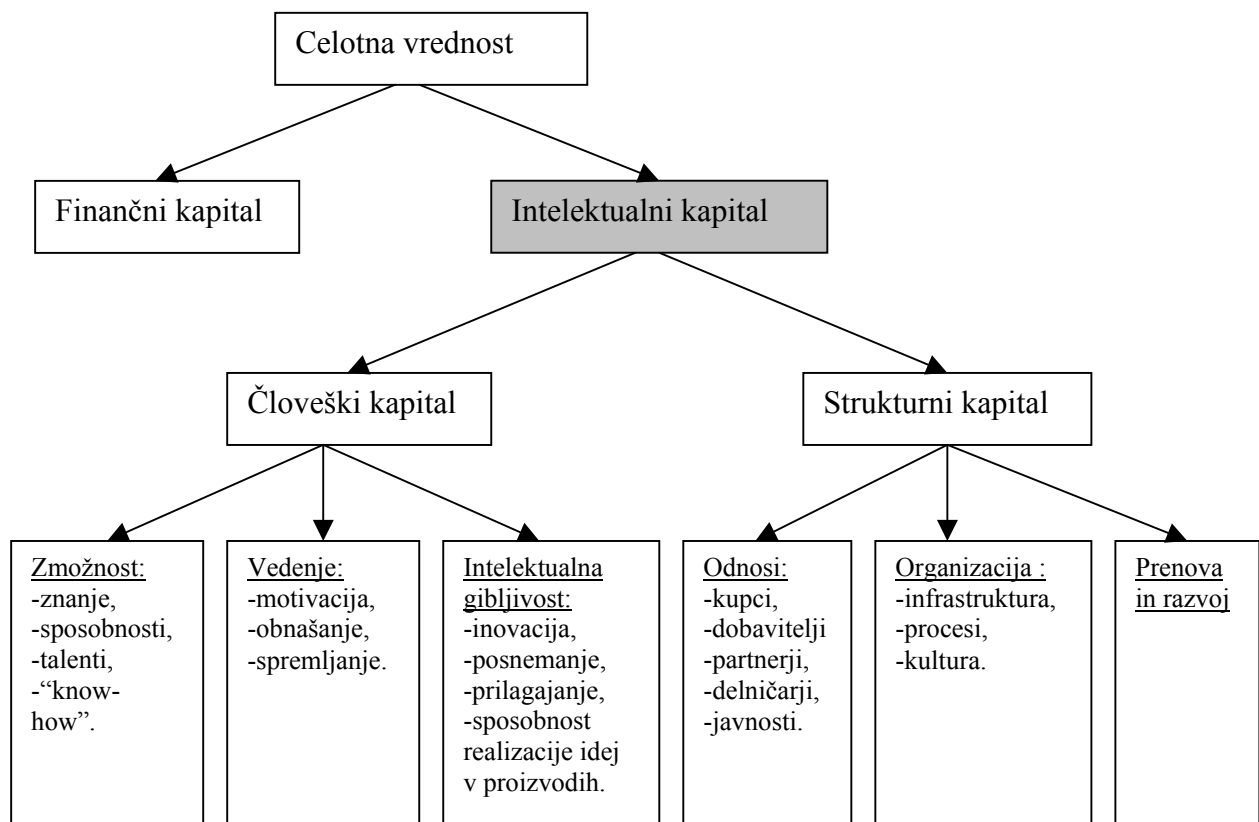 Celotna vrednost
Finančni kapital
Intelektualni kapital
Človeški kapital
Strukturni kapital
Zmožnost:
-znanje,
-sposobnosti,
-talenti,
-“know-
how”.
Vedenje:
-motivacija,
-obnašanje,
-spremljanje.
Intelektualna
gibljivost:
-inovacija,
-posnemanje,
-prilagajanje,
-sposobnost
realizacije idej
v proizvodih.
Odnosi:
-kupci,
-dobavitelji
-partnerji,
-delničarji,
-javnosti.
Organizacija :
-infrastruktura,
-procesi,
-kultura.
Prenova
in razvoj